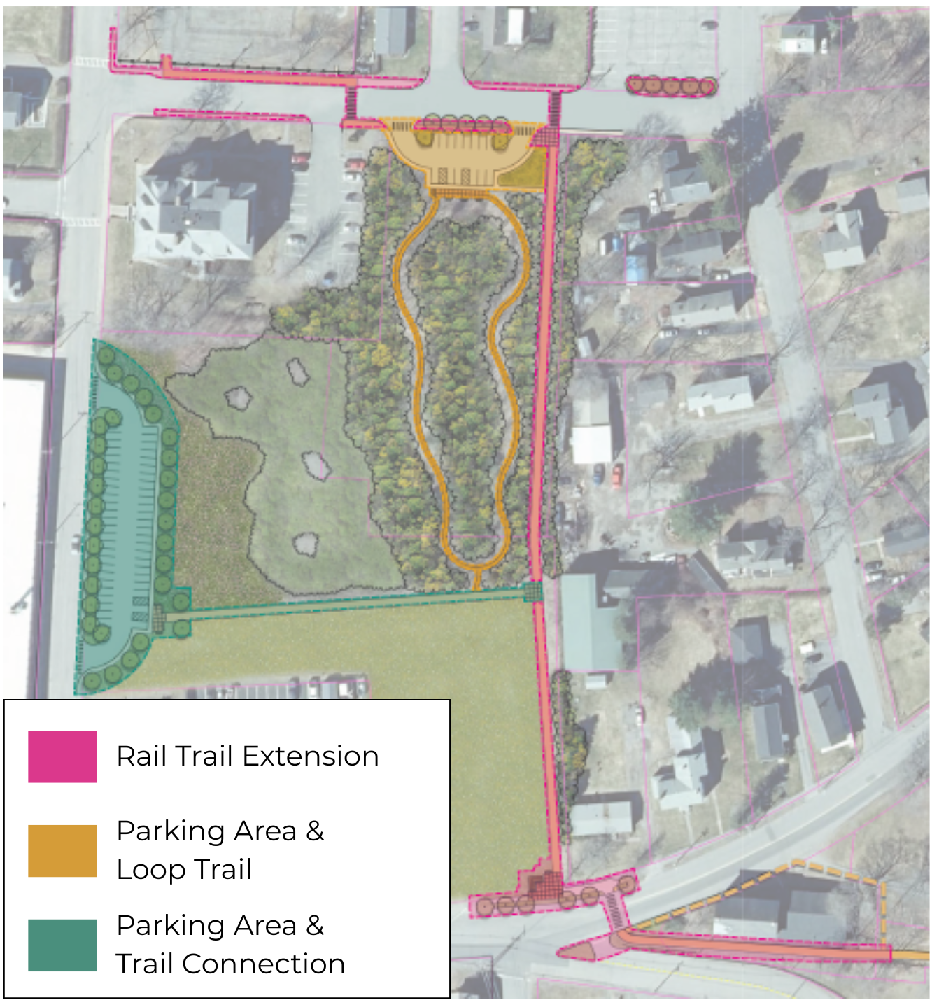 Rail Trail Extension
Parking Area &
Loop Trail
Parking Area &
Trail Connection